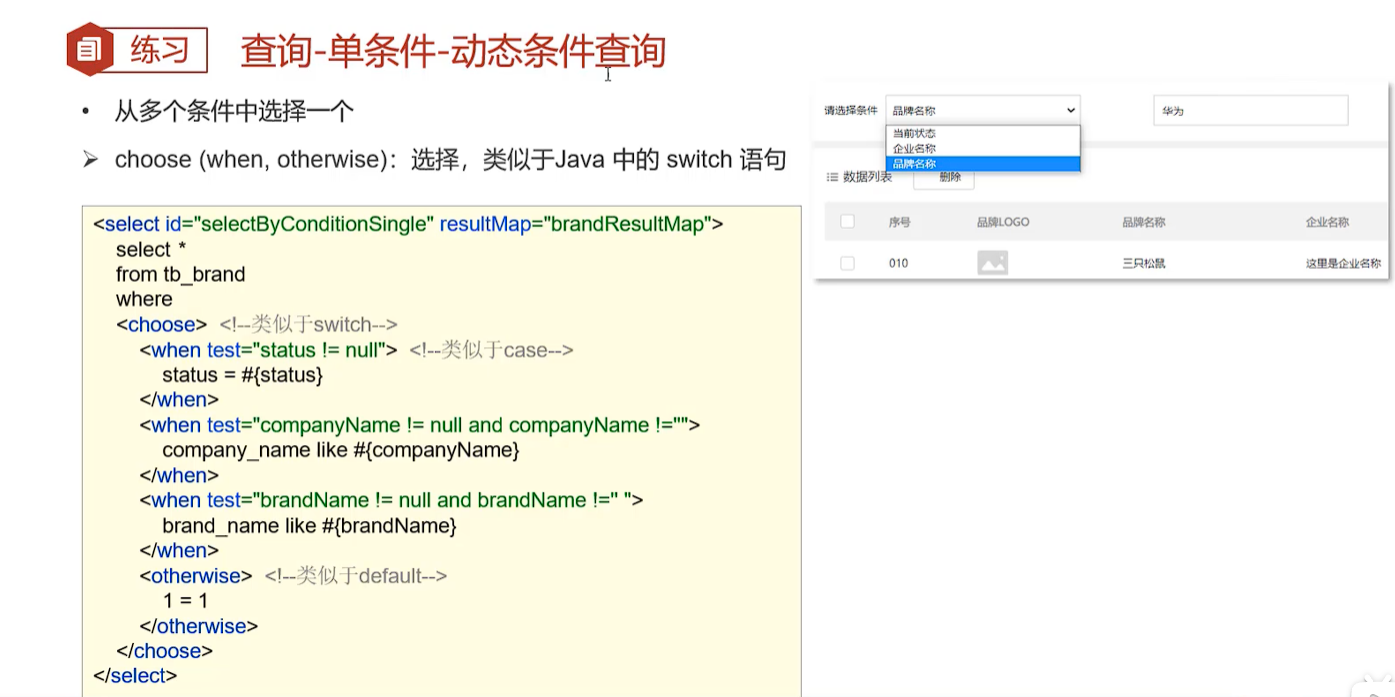 练习
查询-单条件-动态条件查询
• 从多个条件中选择一个
➢ choose (when, otherwise)：选择，类似于Java 中的 switch 语句
<select id="selectByConditionSingle" resultMap="brandResultMap">
select *
from tb_brand
where
<choose> <!--类似于switch-->
<when test="status != null"> <!--类似于case-->
status = #{status}
</when>
<when test="companyName != null and companyName !=""">
company_name like #{companyName}
</when>
<when test="brandName != null and brandName !=" ">
brand_name like #{brandName}
</when>
<otherwise> <!--类似于default-->
1 = 1
</otherwise>
</choose>
</select>
请选择条件 品牌名称 华为
当前状态
企业名称
品牌名称
数据列表 删除
序号 品牌LOGO 品牌名称 企业名称
010 三只松鼠 这里是企业名称